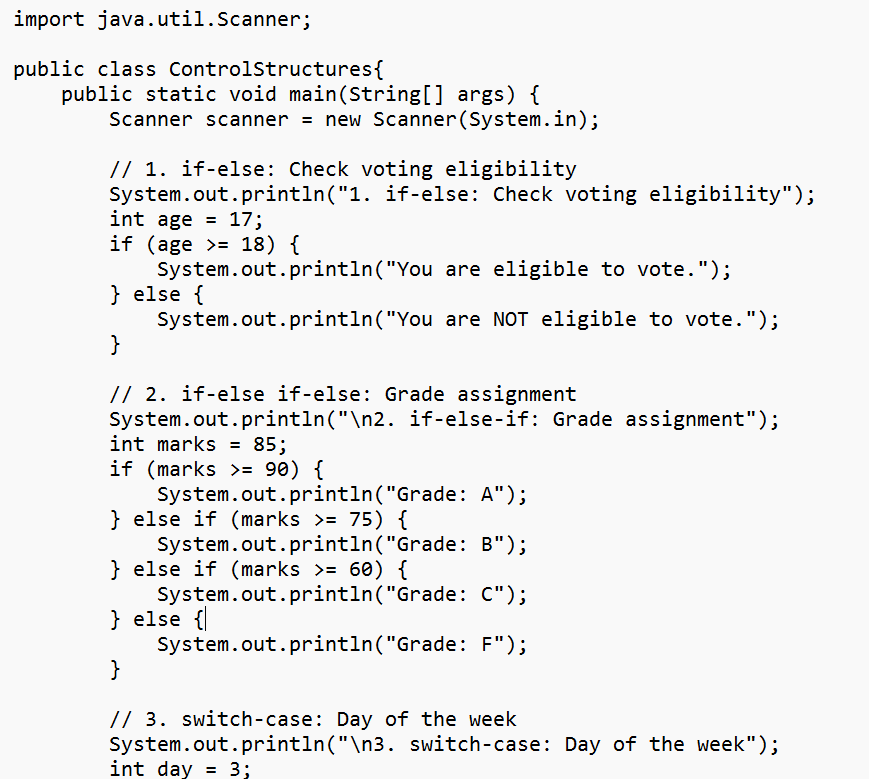 import java.util.Scanner;

public class ControlStructures{
    public static void main(String[] args) {
        Scanner scanner = new Scanner(System.in);

        // 1. if-else: Check voting eligibility
        System.out.println("1. if-else: Check voting eligibility");
        int age = 17;
        if (age >= 18) {
            System.out.println("You are eligible to vote.");
        } else {
            System.out.println("You are NOT eligible to vote.");
        }

        // 2. if-else if-else: Grade assignment
        System.out.println("\n2. if-else-if: Grade assignment");
        int marks = 85;
        if (marks >= 90) {
            System.out.println("Grade: A");
        } else if (marks >= 75) {
            System.out.println("Grade: B");
        } else if (marks >= 60) {
            System.out.println("Grade: C");
        } else {
            System.out.println("Grade: F");
        }

        // 3. switch-case: Day of the week
        System.out.println("\n3. switch-case: Day of the week");
        int day = 3;